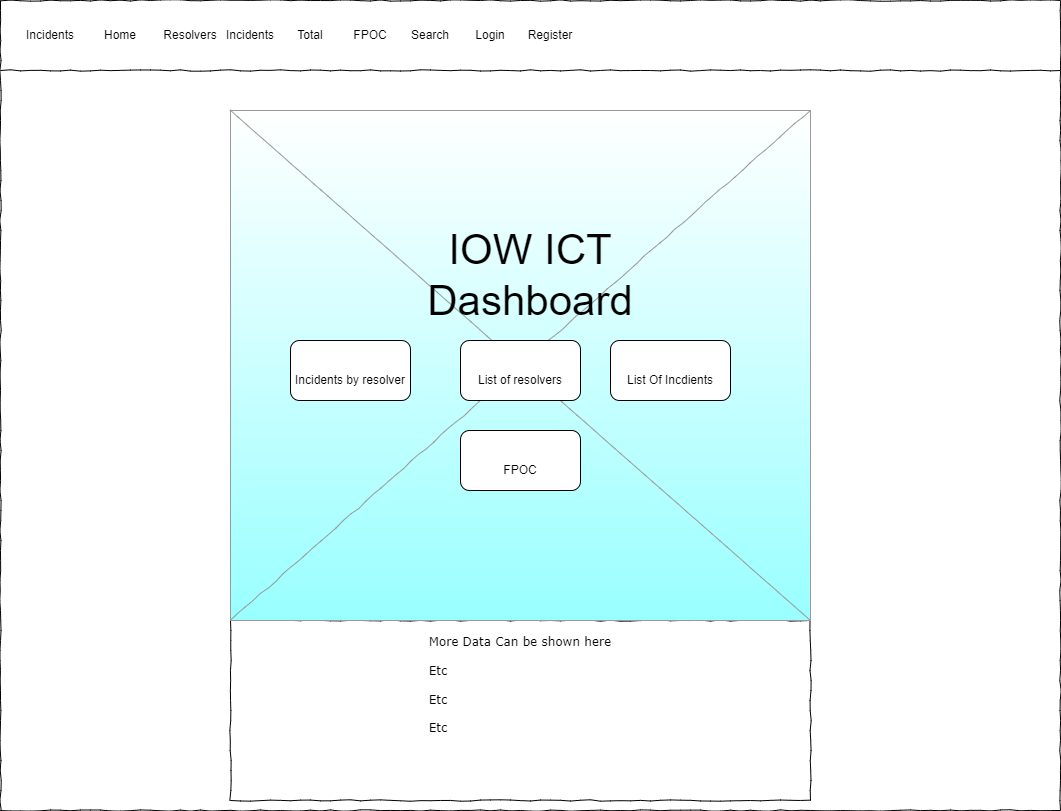 Incidents Home Resolvers Incidents Total FPOC Search Login Register
IOW ICT
Dashboard
Incidents by resolver List of resolvers List Of Incdients
FPOC
More Data Can be shown here
Etc
Etc
Etc